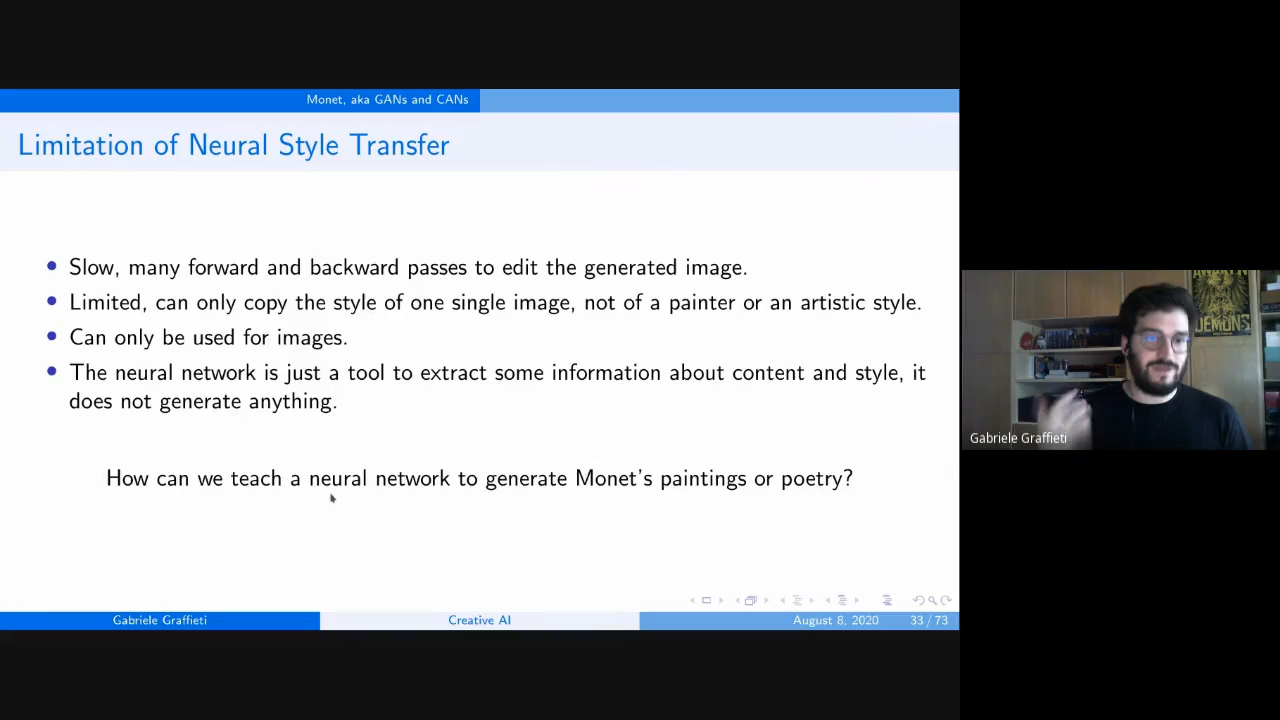 Monet, aka GANs and CANs
Limitation of Neural Style Transfer
Slow, many forward and backward passes to edit the generated image.
Limited, can only copy the style of one single image, not of a painter or an artistic style.
Can only be used for images.
The neural network is just a tool to extract some information about content and style, it
does not generate anything.
How can we teach a neural network to generate Monet's paintings or poetry?
Gabriele Graffieti
Creative AI
August 8, 2020
33 / 73
DEMONS
Gabriele Graffieti